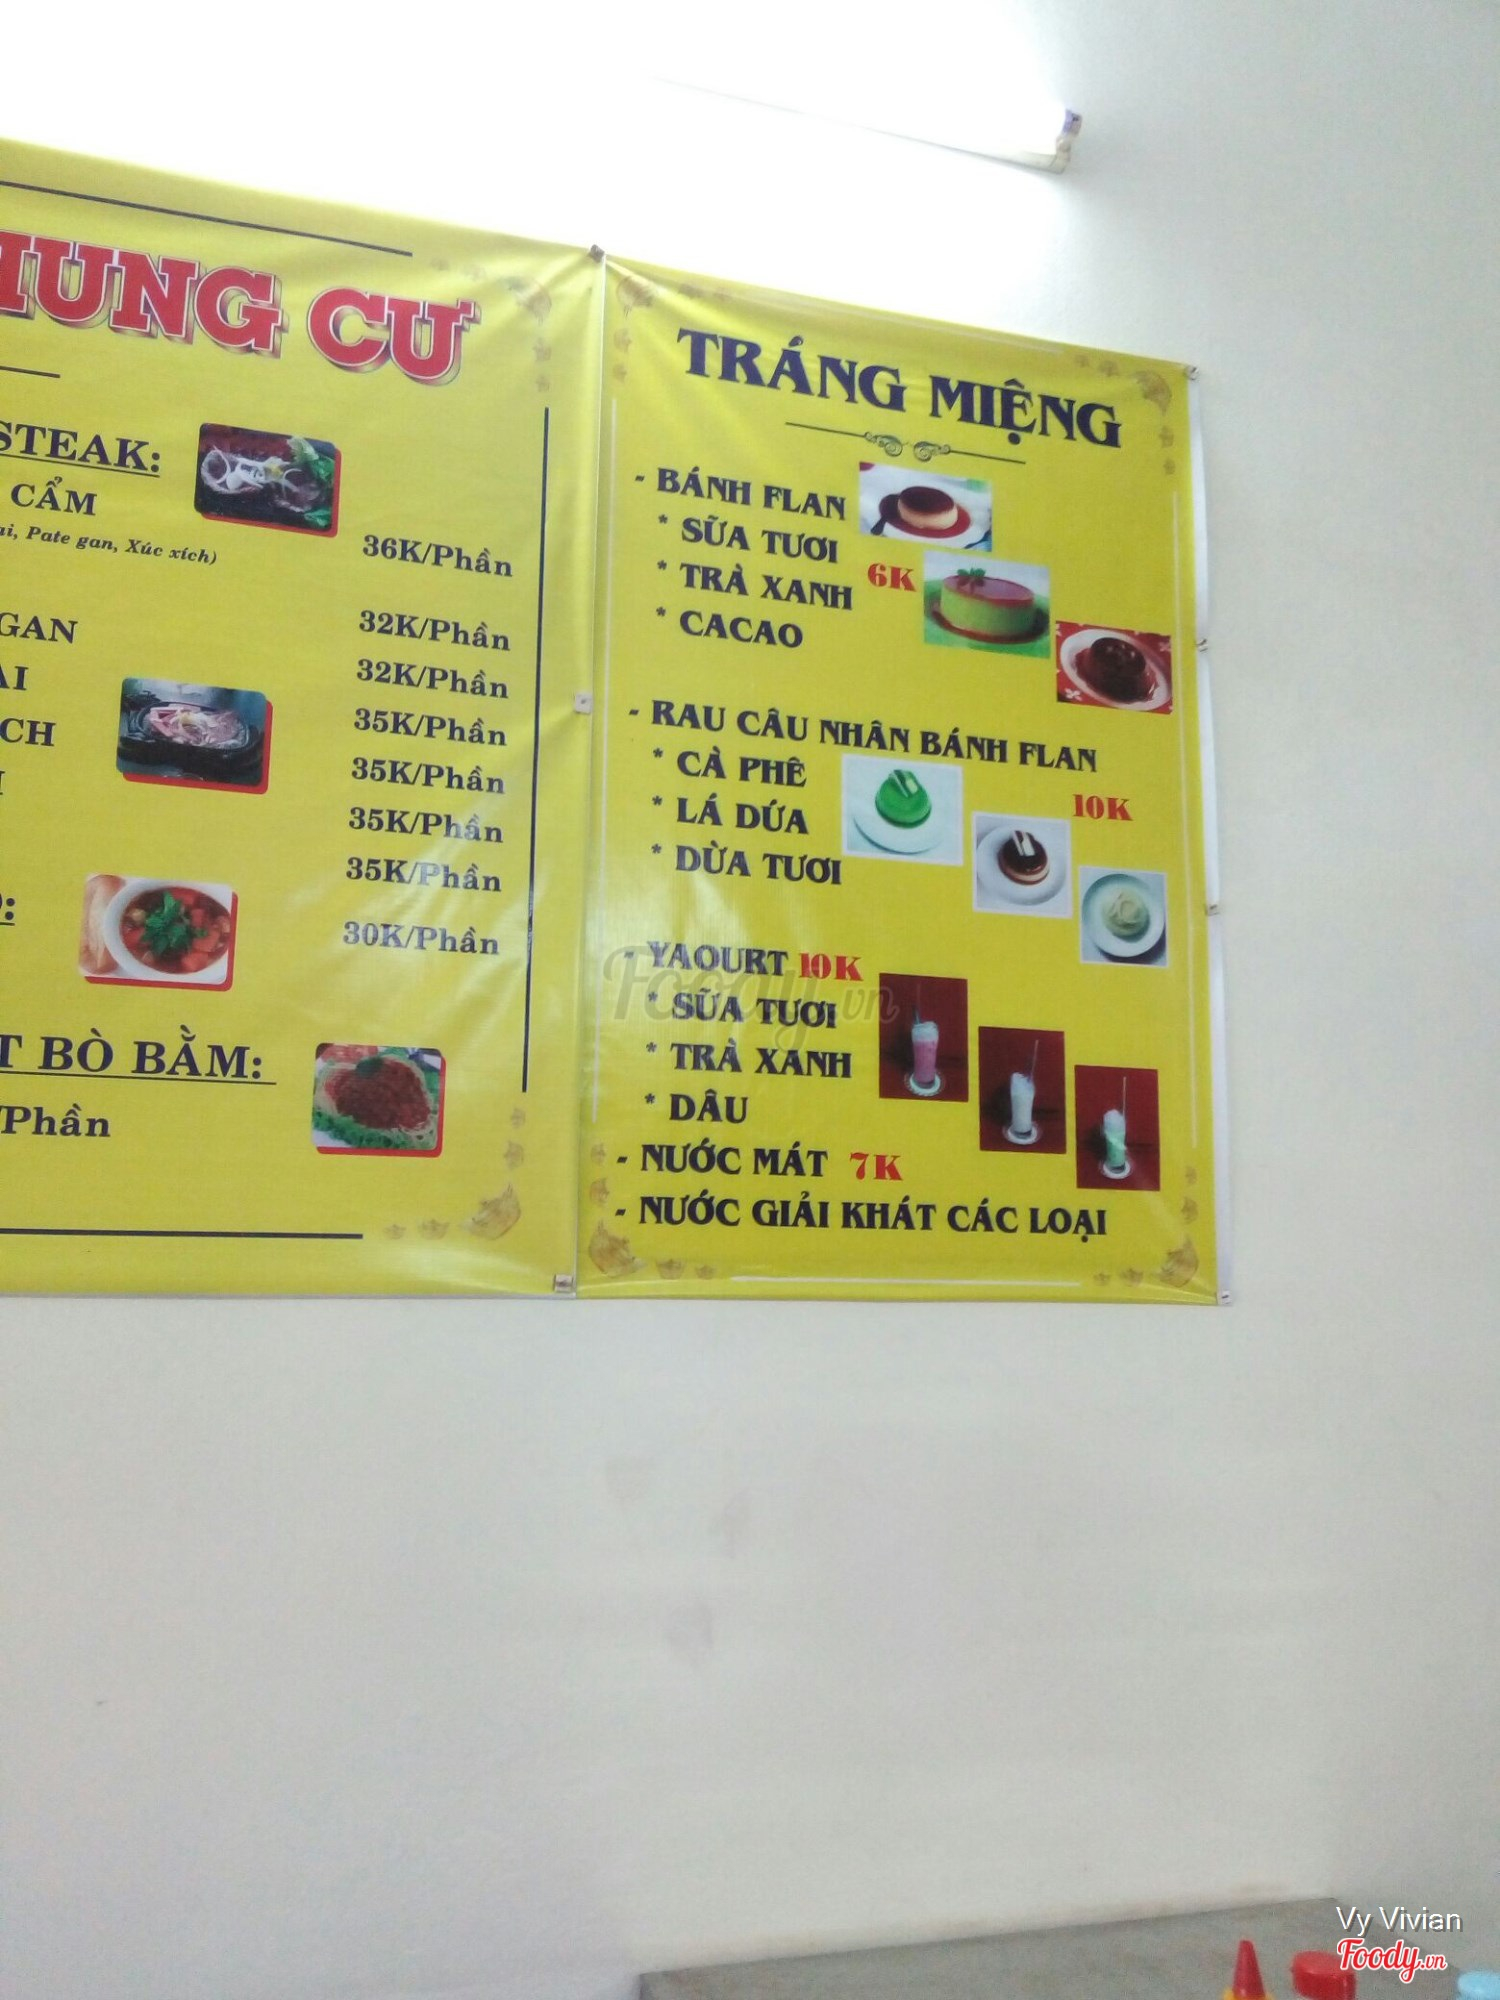 HUNG CƯ
STEAK:
CẨM
Pate gan, Xúc xích)
36K/Phần
GAN 32K/Phần
AI 32K/Phần
CH 35K/Phần
35K/Phần
35K/Phần
35K/Phần
30K/Phần
T BÒ BẰM:
/Phần
TRÁNG MIỆNG
- BÁNH FLAN
* SỮA TƯƠI
* TRÀ XANH 6K
* CACAO
- RAU CÂU NHÂN BÁNH FLAN
* CÀ PHÊ 10K
* LÁ DỨA
* DỪA TƯƠI
- YAOURT 10K
* SỮA TƯƠI
* TRÀ XANH
* DÂU
- NƯỚC MÁT 7K
- NƯỚC GIẢI KHÁT CÁC LOẠI
Foody.vn
Vy Vivian
Foody.vn